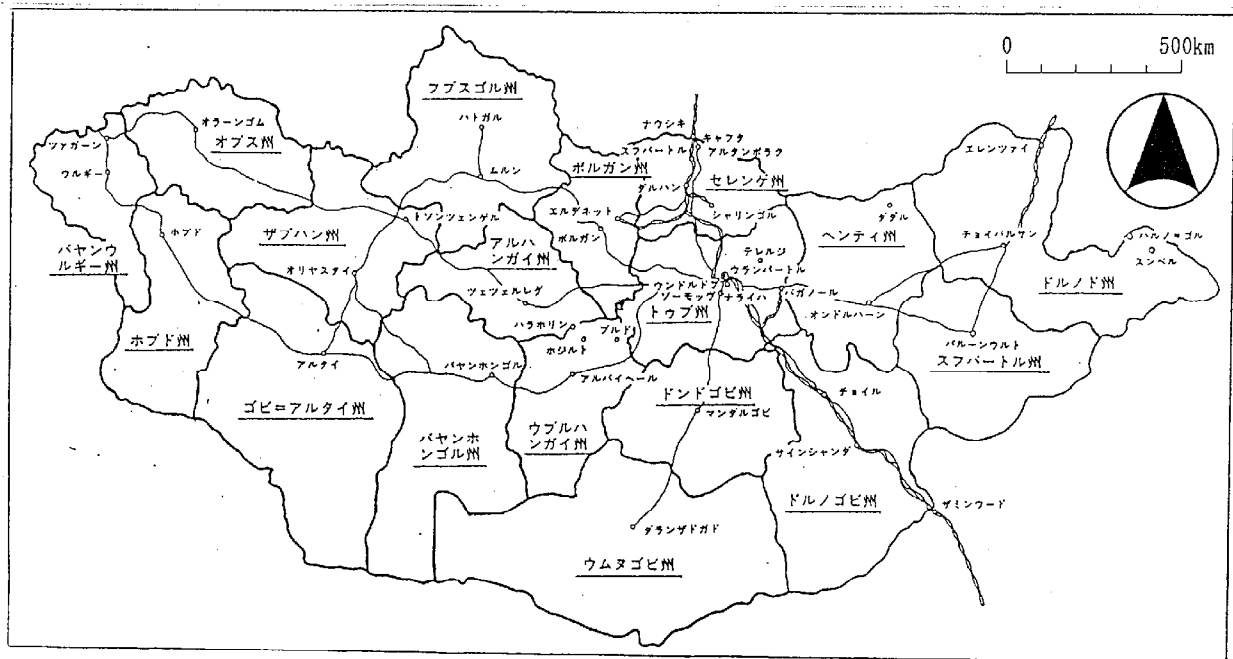 0 500km
フブスゴル州
ハトガル
ナウシキ
キャフタ
スフバートル
アルタンボラク
オラーンゴム
オブス州
ツァガーン
ウルギー
ムルン
ボルガン州
セレンゲ州
ダルハン
シャリンゴル
エレンツァイ
エルデネット
ボルガン
トソンツェンゲル
ザブハン州
アルハ
ンガイ州
ホブド
バヤンウ
ルギー州
オリヤスタイ
ツェツェルレグ
テレルジ
ウランバートル
ウンドルドブ
ゾーモッヴ
ナライハ
バガノール
トゥブ州
ヘンティ州
ダダル
チョイバルサン
ハルノゴル
スンベル
ドルノド州
オンドルハーン
バルーンウルト
スフバートル州
ホブド州
ハラホリン
ブルド
ホジルト
アルタイ
バヤンホンゴル
アルバイヘール
ゴビ=アルタイ州
バヤンホ
ンゴル州
ウブルハ
ンガイ州
ドンドゴビ州
マンダルゴビ
チョイル
サインシャンダ
ドルノゴビ州
ザミンウード
ダランザドガド
ウムヌゴビ州